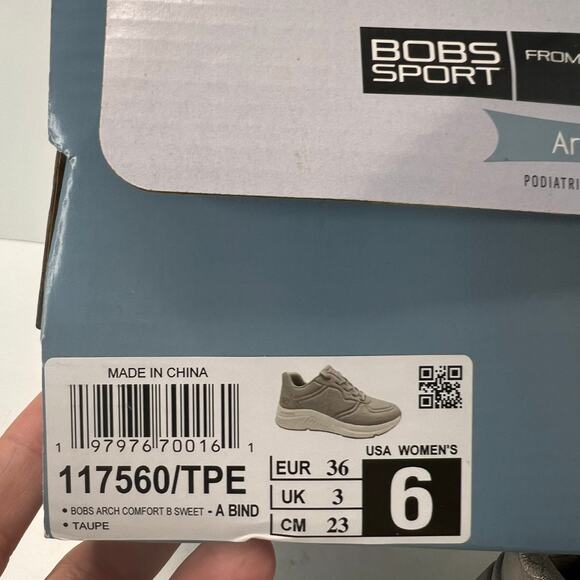 BOBS
SPORT
FROM
Ar
PODIATRI
MADE IN CHINA
1 97976 70016 1
117560/TPE
• BOBS ARCH COMFORT B SWEET - A BIND
• TAUPE
EUR 36
UK 3
CM 23
USA WOMEN'S
6